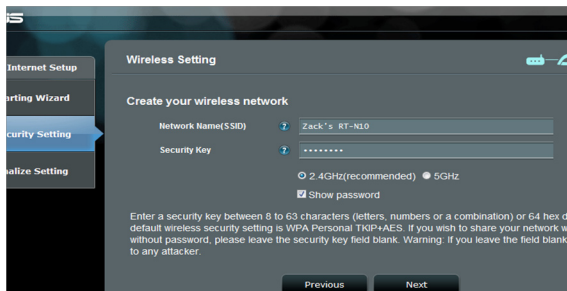 Wireless Setting
Internet Setup
Create your wireless network
Network Name(SSID) ? Zack's RT-N10
Security Key ? ••••••••
2.4GHz(recommended) 5GHz
Show password
Enter a security key between 8 to 63 characters (letters, numbers or a combination) or 64 hex d
default wireless security setting is WPA Personal TKIP+AES. If you wish to share your network w
without password, please leave the security key field blank. Warning: If you leave the field blank
to any attacker.
Previous Next
arting Wizard
curity Setting
nalize Setting